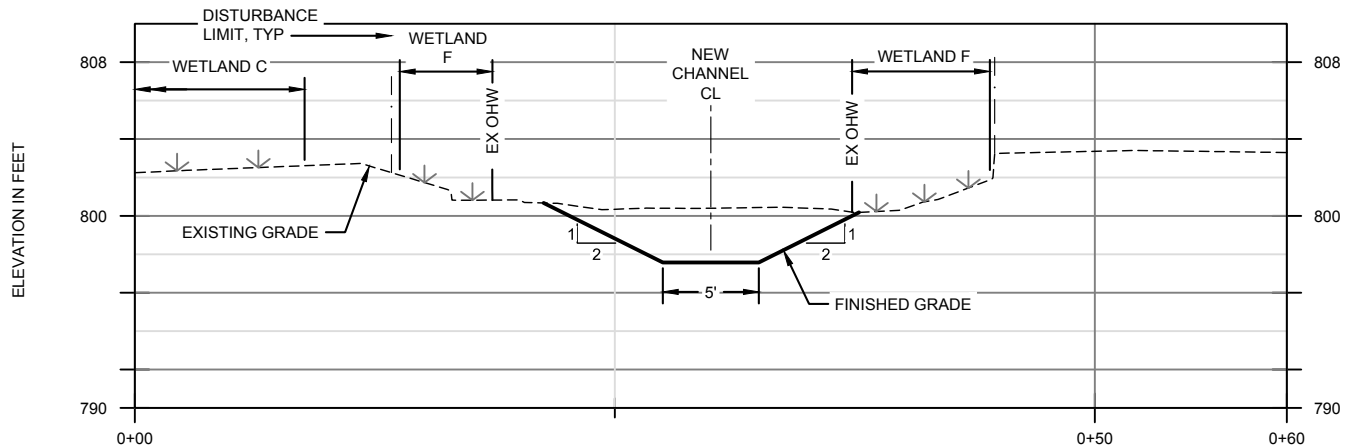 DISTURBANCE
LIMIT, TYP
WETLAND
F
WETLAND C
NEW
CHANNEL
CL
WETLAND F
808
808
EX OHW
EX OHW
ELEVATION IN FEET
800
800
EXISTING GRADE
1
2
1
2
5'
FINISHED GRADE
790
790
0+00
0+50
0+60